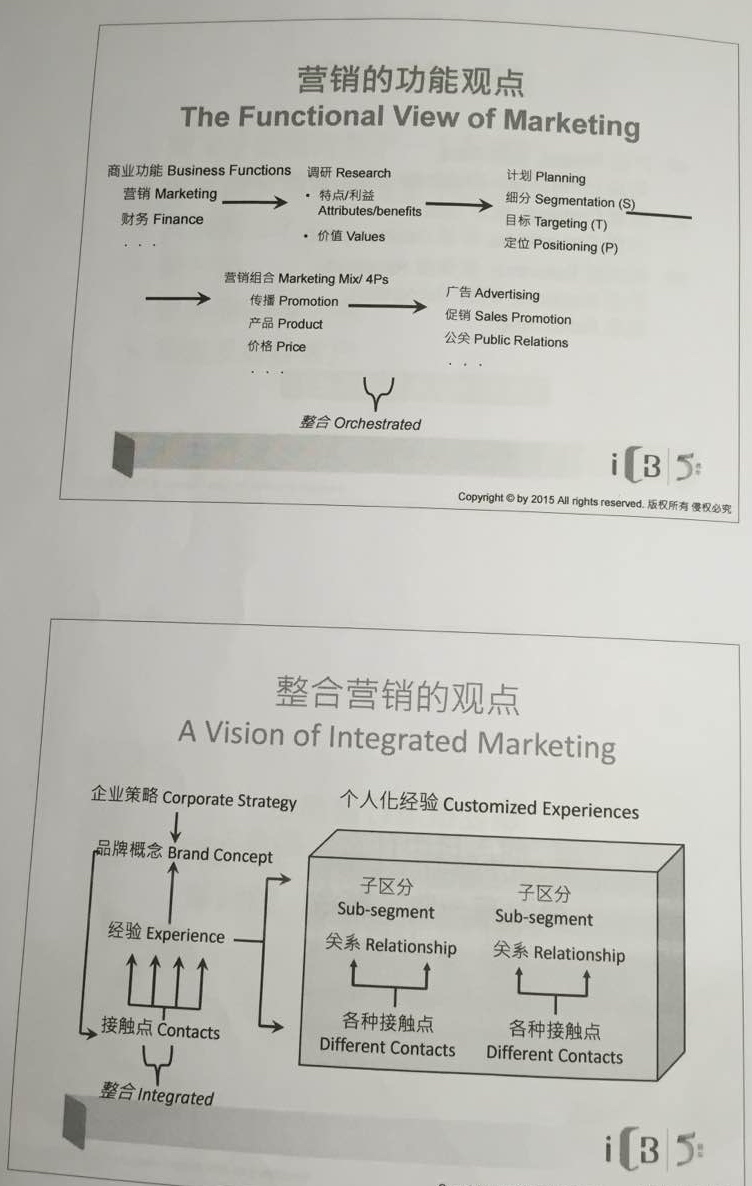 营销的功能观点
The Functional View of Marketing
商业功能 Business Functions
营销 Marketing
财务 Finance
. . .
调研 Research
• 特点/利益
Attributes/benefits
• 价值 Values
计划 Planning
细分 Segmentation (S)
目标 Targeting (T)
定位 Positioning (P)
营销组合 Marketing Mix/ 4Ps
传播 Promotion
产品 Product
价格 Price
. . .
广告 Advertising
促销 Sales Promotion
公关 Public Relations
. . .
整合 Orchestrated
Copyright © by 2015 All rights reserved. 版权所有 侵权必究
整合营销的观点
A Vision of Integrated Marketing
企业策略 Corporate Strategy
品牌概念 Brand Concept
经验 Experience
接触点 Contacts
整合 Integrated
个人化经验 Customized Experiences
子区分
Sub-segment
关系 Relationship
各种接触点
Different Contacts
子区分
Sub-segment
关系 Relationship
各种接触点
Different Contacts